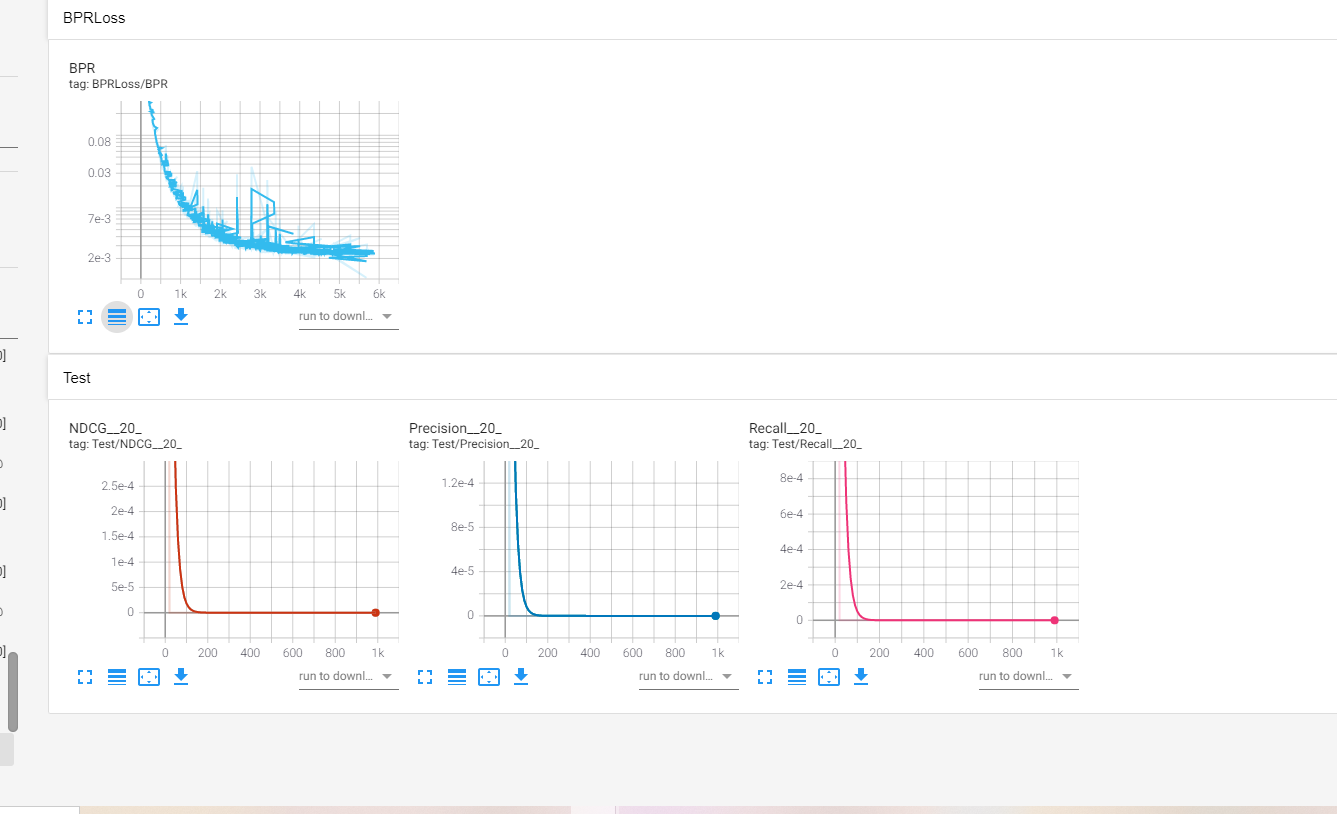 BPRLoss
BPR
tag: BPRLoss/BPR
0.08
0.03
7e-3
2e-3
0 1k 2k 3k 4k 5k 6k
run to downl...
Test
NDCG__20_
tag: Test/NDCG__20_
2.5e-4
2e-4
1.5e-4
1e-4
5e-5
0
0 200 400 600 800 1k
run to downl...
Precision__20_
tag: Test/Precision__20_
1.2e-4
8e-5
4e-5
0
0 200 400 600 800 1k
run to downl...
Recall__20_
tag: Test/Recall__20_
8e-4
6e-4
4e-4
2e-4
0
0 200 400 600 800 1k
run to downl...